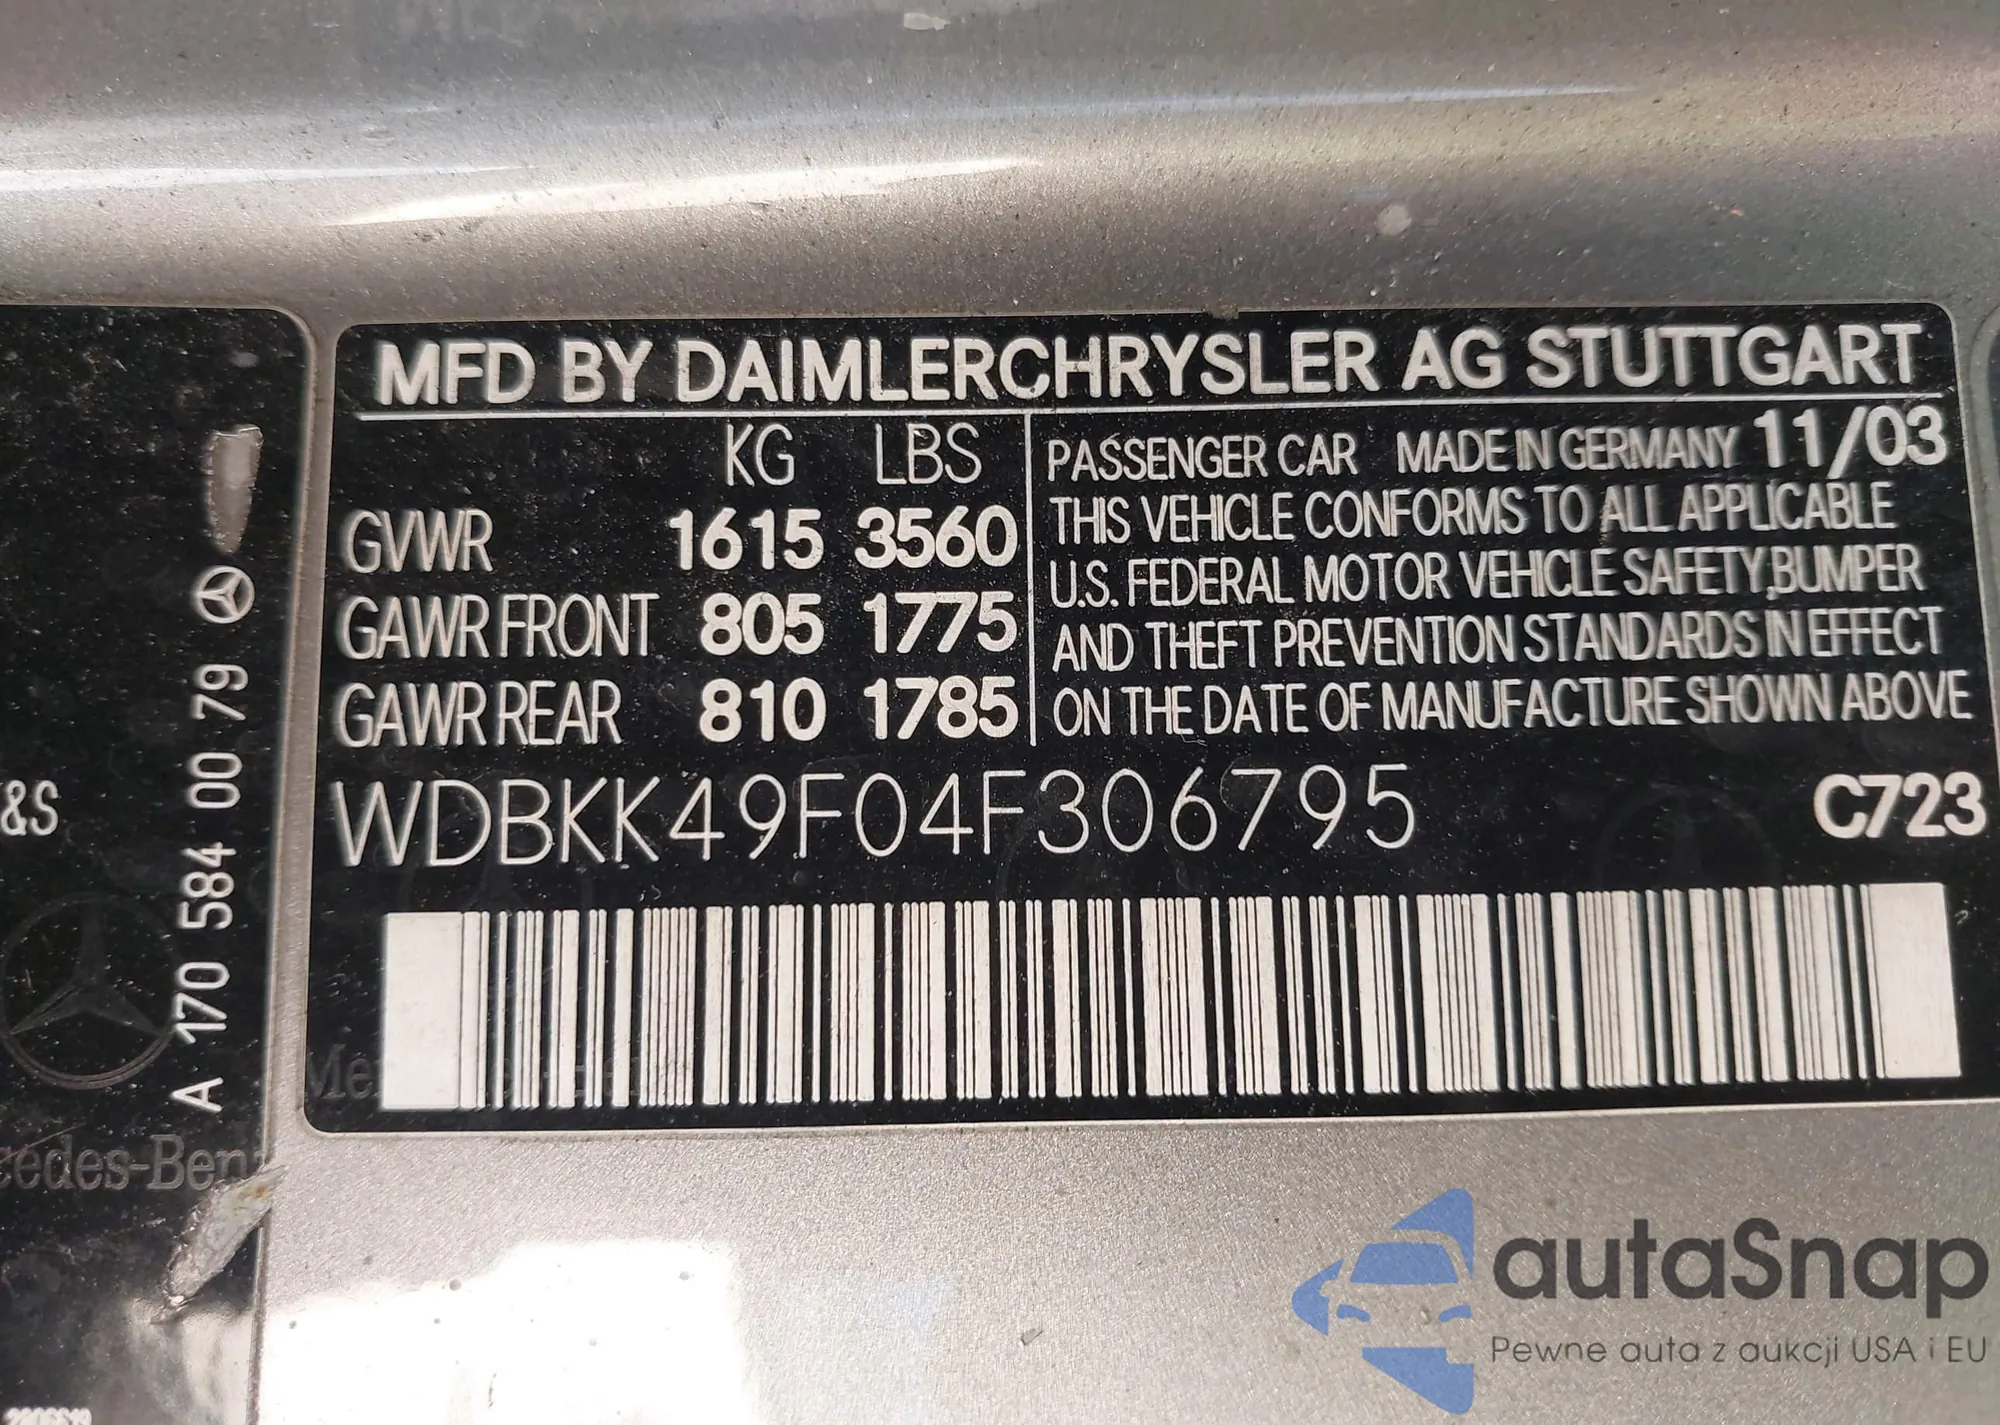 MFD BY DAIMLERCHRYSLER AG STUTTGART
KG LBS
GVWR 1615 3560
GAWR FRONT 805 1775
GAWR REAR 810 1785
PASSENGER CAR MADE IN GERMANY 11/03
THIS VEHICLE CONFORMS TO ALL APPLICABLE
U.S. FEDERAL MOTOR VEHICLE SAFETY, BUMPER
AND THEFT PREVENTION STANDARDS IN EFFECT
ON THE DATE OF MANUFACTURE SHOWN ABOVE
WDBKK49F04F306795 C723
A 170 584 00 79
&S
cedes-Benz
autaSnap
Pewne auta z aukcji USA i EU